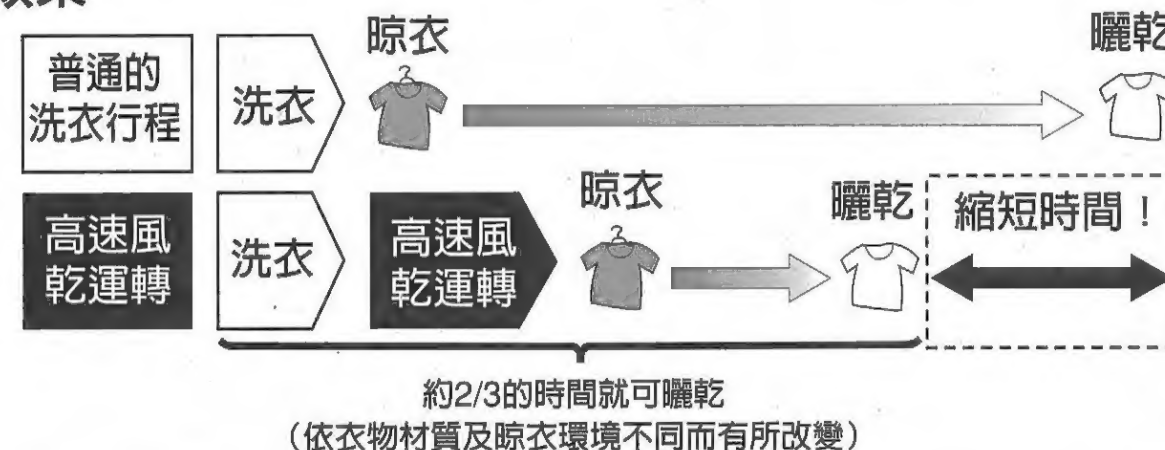 晾衣
曬乾
普通的
洗衣行程
洗衣
晾衣
曬乾
縮短時間！
高速風
乾運轉
洗衣
高速風
乾運轉
約2/3的時間就可曬乾
（依衣物材質及晾衣環境不同而有所改變）